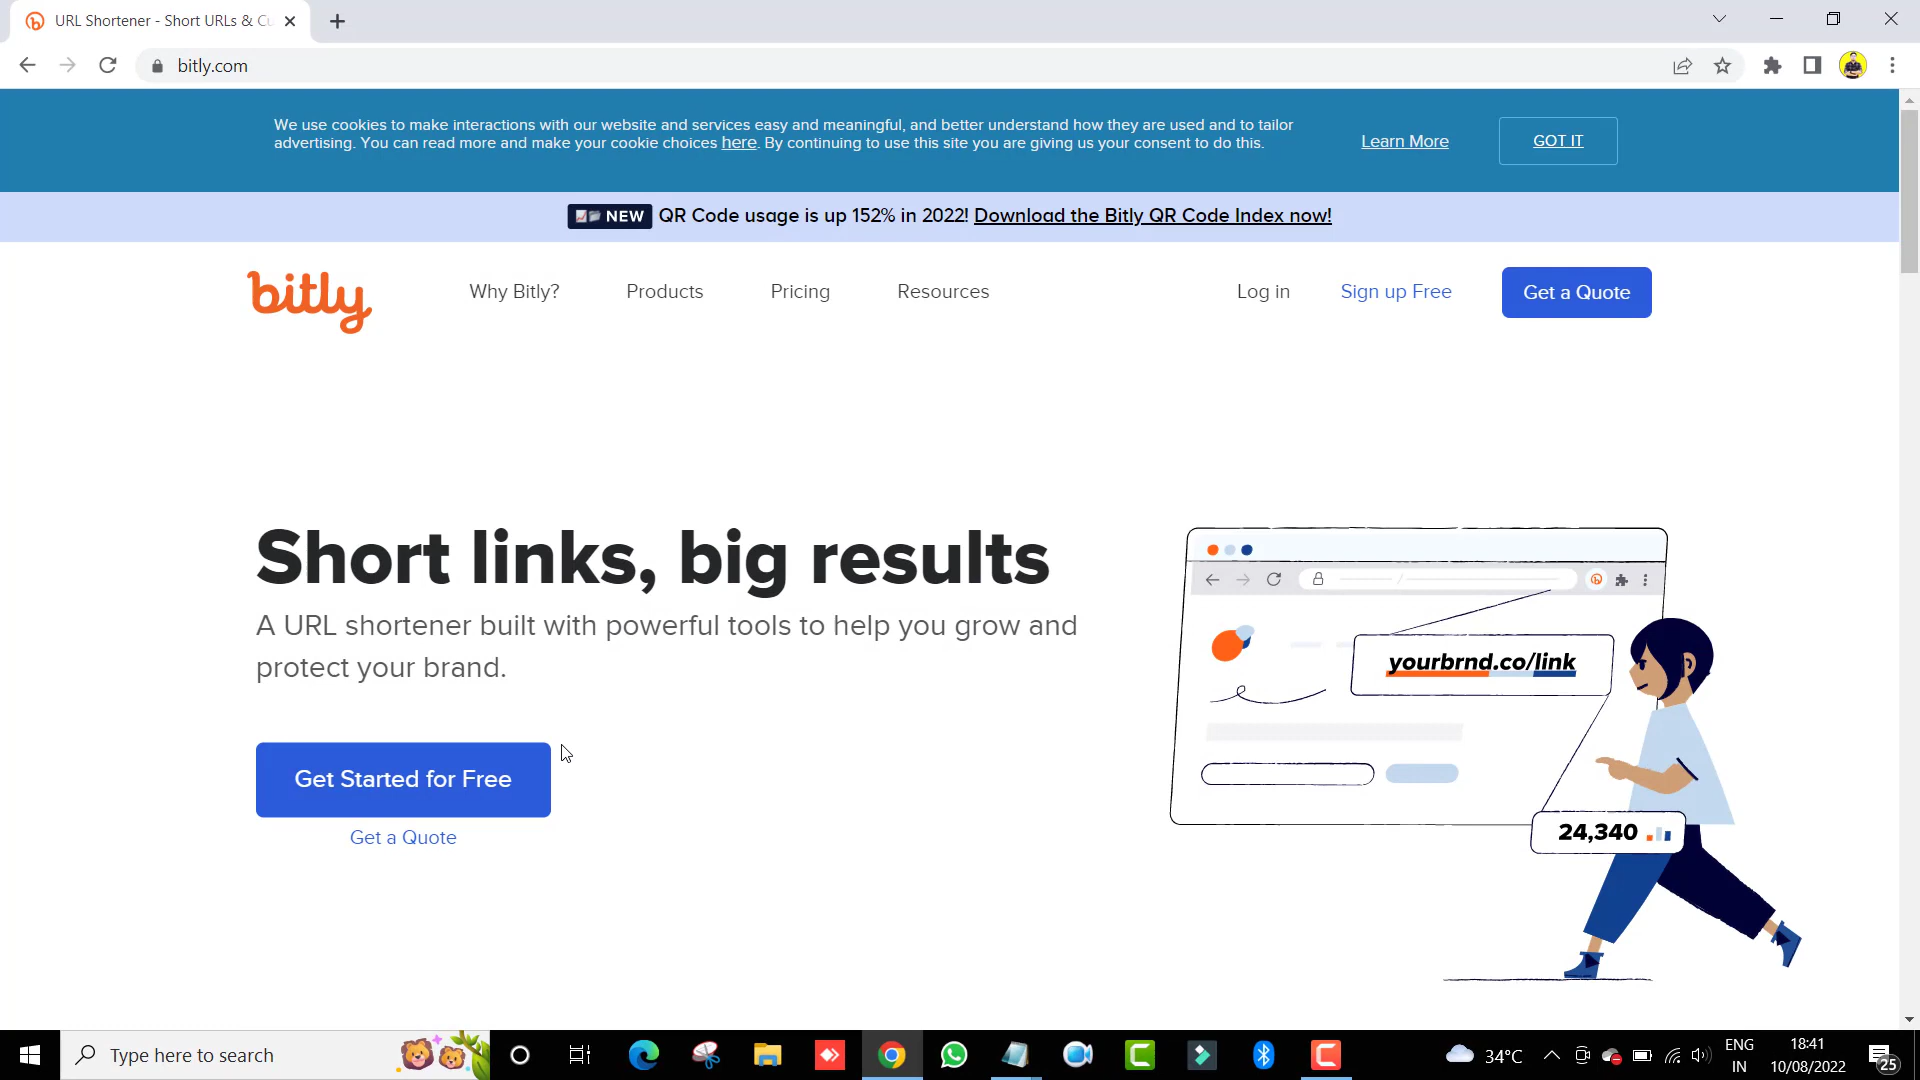 URL Shortener - Short URLs & Cu
bitly.com
We use cookies to make interactions with our website and services easy and meaningful, and better understand how they are used and to tailor
advertising. You can read more and make your cookie choices here. By continuing to use this site you are giving us your consent to do this.
Learn More
GOT IT
NEW QR Code usage is up 152% in 2022! Download the Bitly QR Code Index now!
bitly
Why Bitly?
Products
Pricing
Resources
Log in
Sign up Free
Get a Quote
Short links, big results
A URL shortener built with powerful tools to help you grow and
protect your brand.
Get Started for Free
Get a Quote
yourbrnd.co/link
24,340
Type here to search
34°C
ENG
IN
18:41
10/08/2022
25